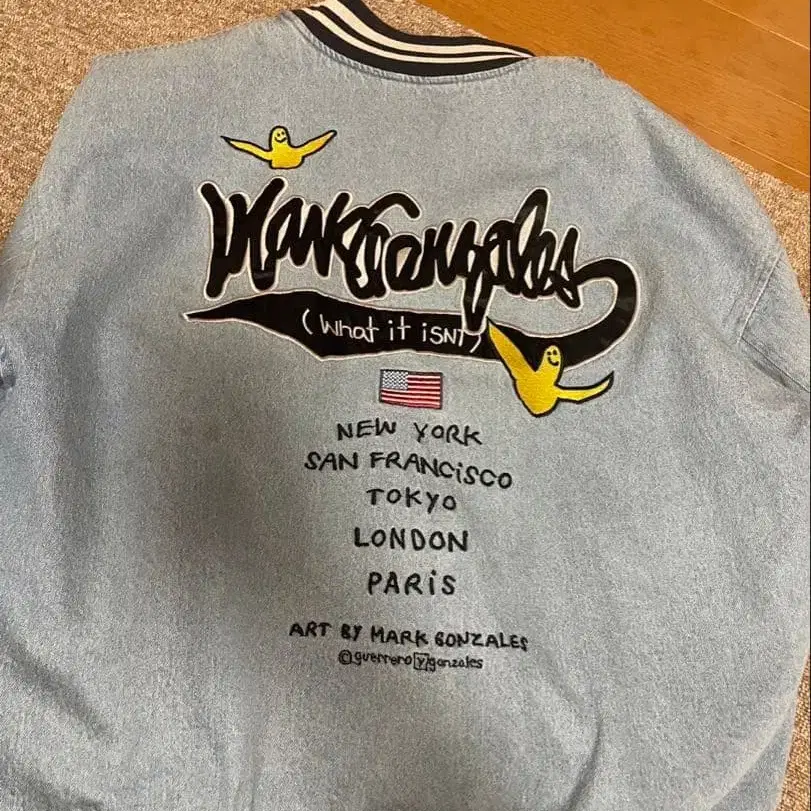 Mark Gonzales
(What it iSNT)
NEW YORK
SAN FRANCiSCO
TOKYO
LONDON
PARiS
ART BY MARK GONZALES
©guerrero[y]gonzales